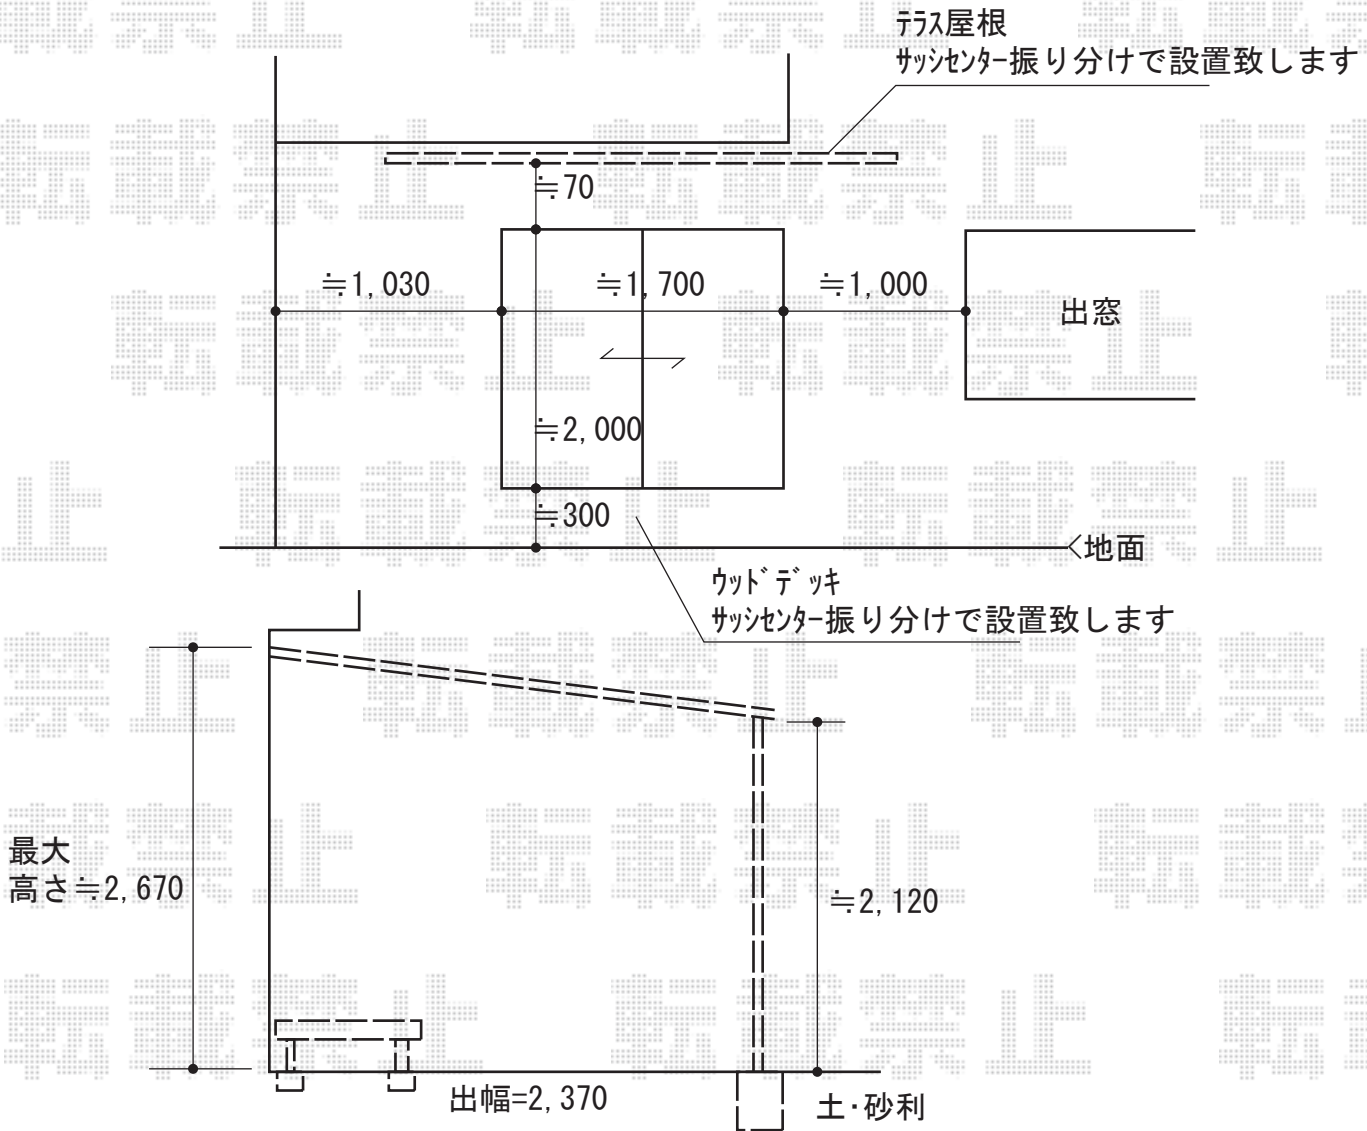 ﾃﾗｽ屋根
ｻｯｼｾﾝﾀｰ振り分けで設置致します
≒70
≒1,030
≒1,700
≒1,000
出窓
≒2,000
≒300
地面
ｳｯﾄﾞﾃﾞｯｷ
ｻｯｼｾﾝﾀｰ振り分けで設置致します
最大
高さ≒2,670
≒2,120
出幅=2,370
土･砂利
転載禁止